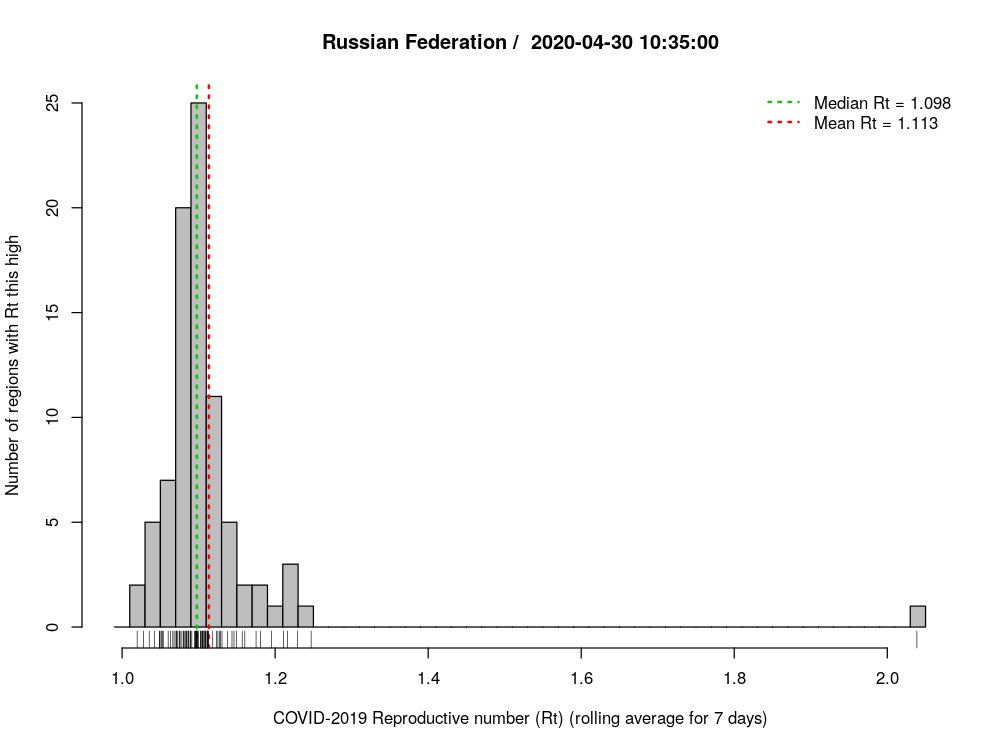 Russian Federation /  2020-04-30 10:35:00
Median Rt = 1.098
Mean Rt = 1.113
Number of regions with Rt this high
25
20
15
10
5
0
1.0 1.2 1.4 1.6 1.8 2.0
COVID-2019 Reproductive number (Rt) (rolling average for 7 days)